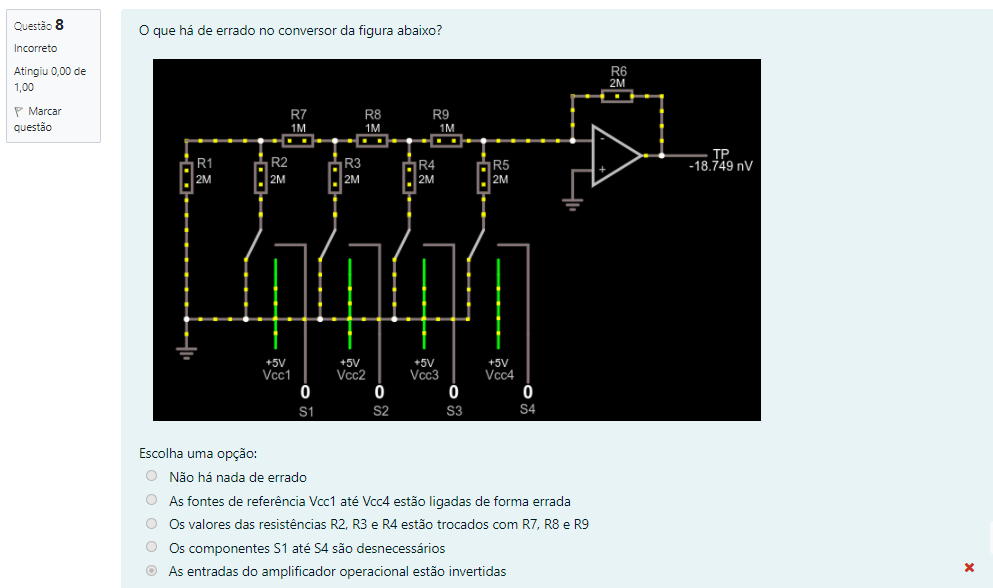 Questão 8
Incorreto
Atingiu 0,00 de
1,00
Marcar
questão
O que há de errado no conversor da figura abaixo?
R6
2M
R7
1M
R8
1M
R9
1M
R1
2M
R2
2M
R3
2M
R4
2M
R5
2M
-
+
TP
-18.749 nV
+5V
Vcc1
+5V
Vcc2
+5V
Vcc3
+5V
Vcc4
0
S1
0
S2
0
S3
0
S4
Escolha uma opção:
Não há nada de errado
As fontes de referência Vcc1 até Vcc4 estão ligadas de forma errada
Os valores das resistências R2, R3 e R4 estão trocados com R7, R8 e R9
Os componentes S1 até S4 são desnecessários
As entradas do amplificador operacional estão invertidas